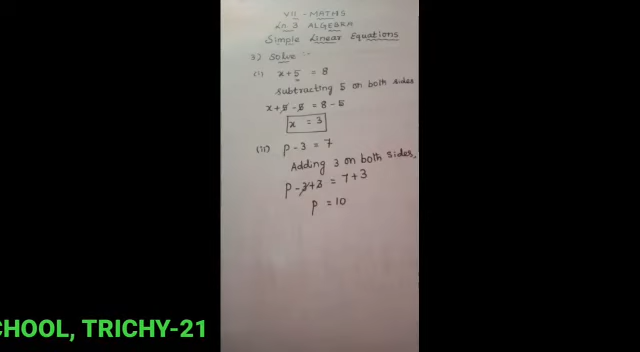 VII - MATHS
Ln 3 ALGEBRA
Simple Linear Equations
3) Solve :-
(i) x + 5 = 8
Subtracting 5 on both sides
x + 5 - 5 = 8 - 5
x = 3
(ii) p - 3 = 7
Adding 3 on both sides,
p - 3 + 3 = 7 + 3
p = 10
CHOOL, TRICHY-21